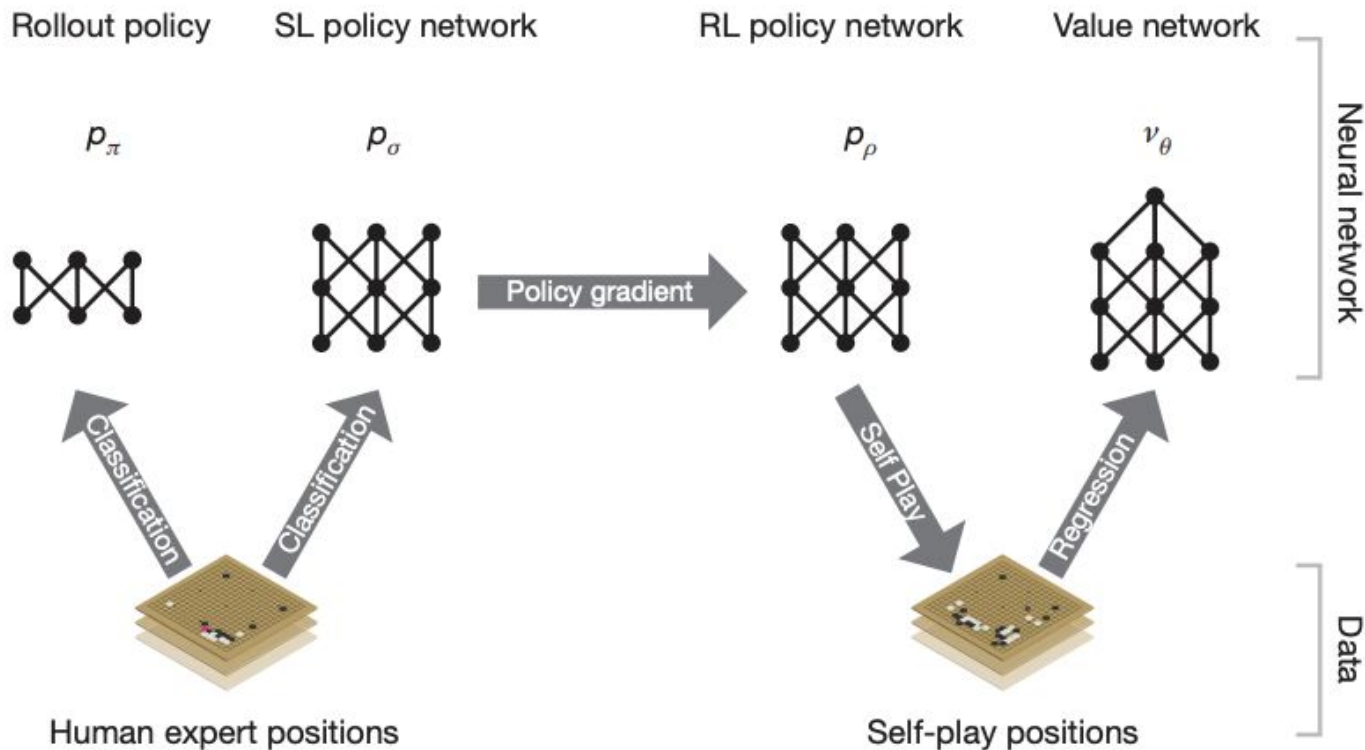 Rollout policy
SL policy network
RL policy network
Value network
p_π
p_σ
p_ρ
ν_θ
Neural network
Policy gradient
Classification
Classification
Self Play
Regression
Data
Human expert positions
Self-play positions